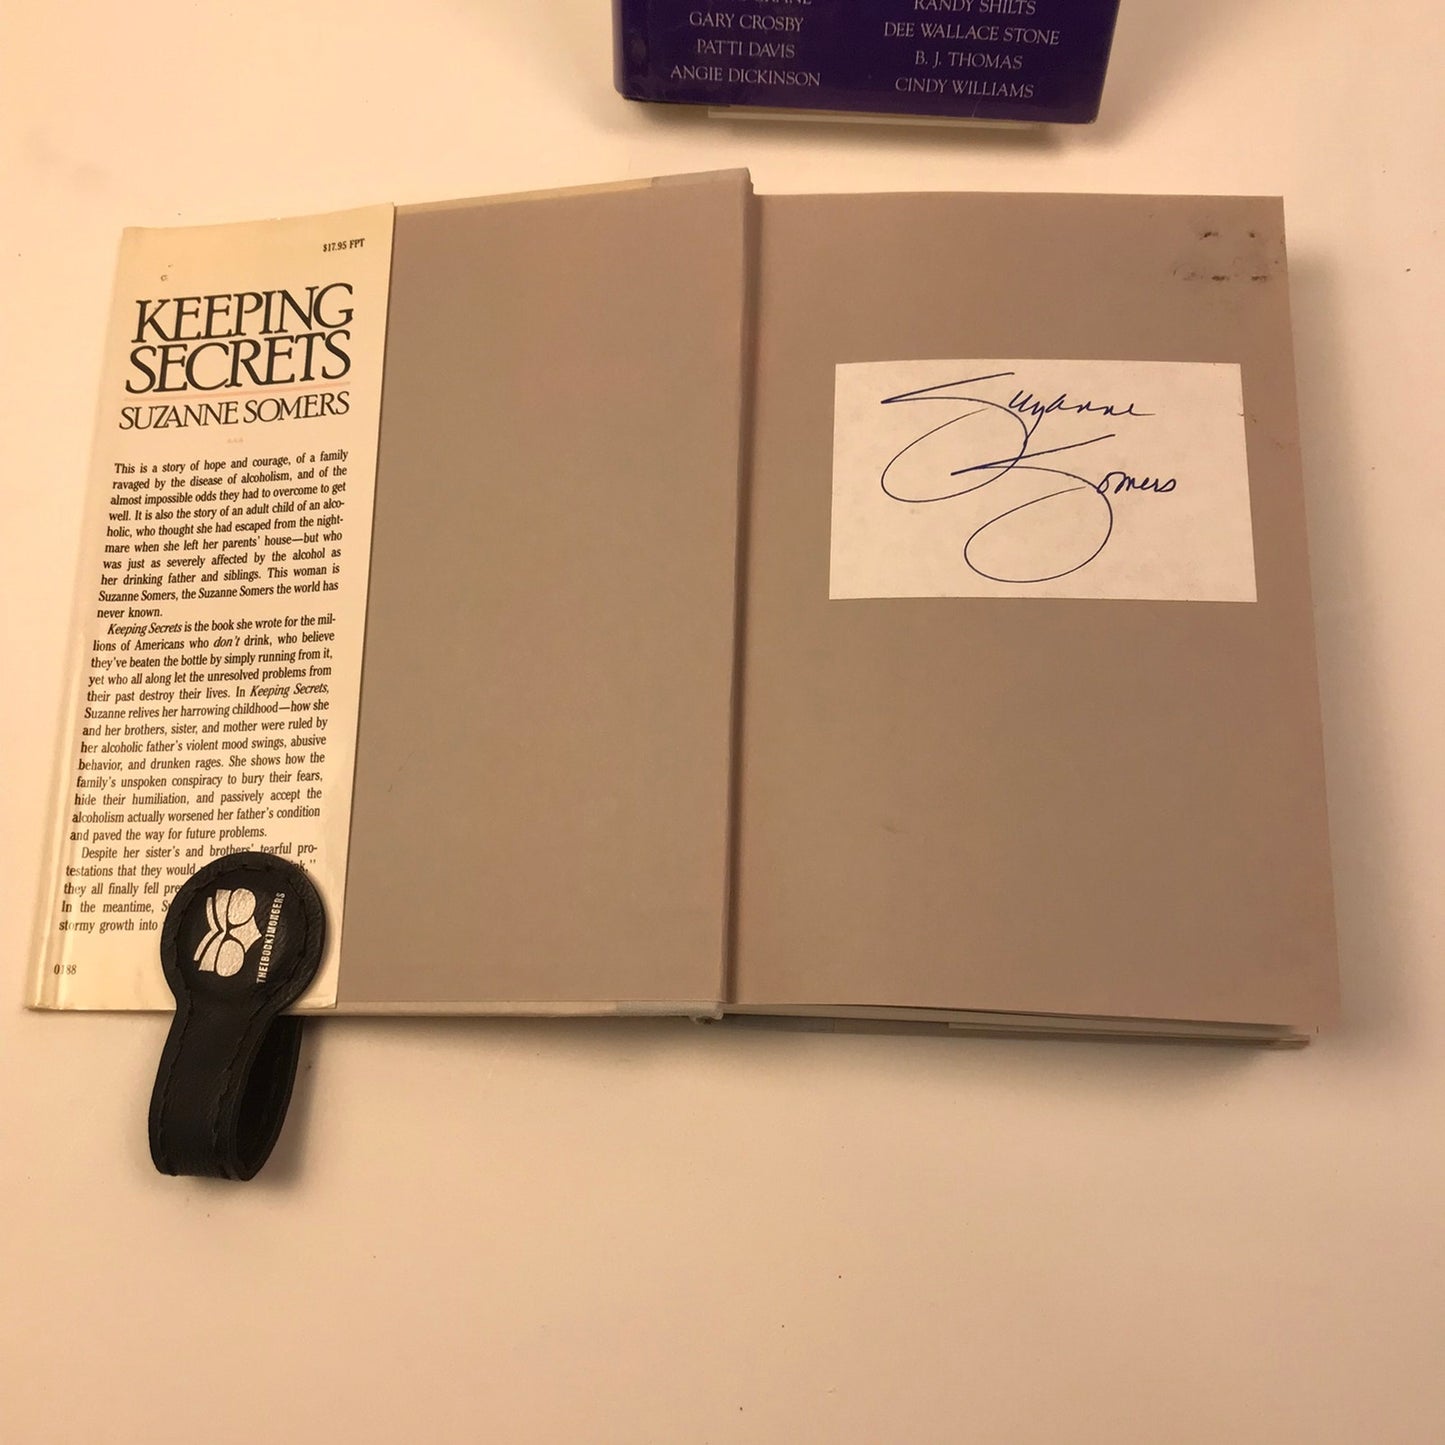 GARY CROSBY
PATTI DAVIS
ANGIE DICKINSON
RANDY SHILTS
DEE WALLACE STONE
B. J. THOMAS
CINDY WILLIAMS
$17.95 FPT
KEEPING
SECRETS
SUZANNE SOMERS
This is a story of hope and courage, of a family
ravaged by the disease of alcoholism, and of the
almost impossible odds they had to overcome to get
well. It is also the story of an adult child of an alco-
holic, who thought she had escaped from the night-
mare when she left her parents' house—but who
was just as severely affected by the alcohol as
her drinking father and siblings. This woman is
Suzanne Somers, the Suzanne Somers the world has
never known.
Keeping Secrets is the book she wrote for the mil-
lions of Americans who don't drink, who believe
they've beaten the bottle by simply running from it,
yet who all along let the unresolved problems from
their past destroy their lives. In Keeping Secrets,
Suzanne relives her harrowing childhood—how she
and her brothers, sister, and mother were ruled by
her alcoholic father's violent mood swings, abusive
behavior, and drunken rages. She shows how the
family's unspoken conspiracy to bury their fears,
hide their humiliation, and passively accept the
alcoholism actually worsened her father's condition
and paved the way for future problems.
Despite her sister's and brothers' tearful pro-
testations that they would
they all finally fell
In the meantime,
stormy growth into
0188
THE[BOOK]MONGERS
Suzanne
Somers